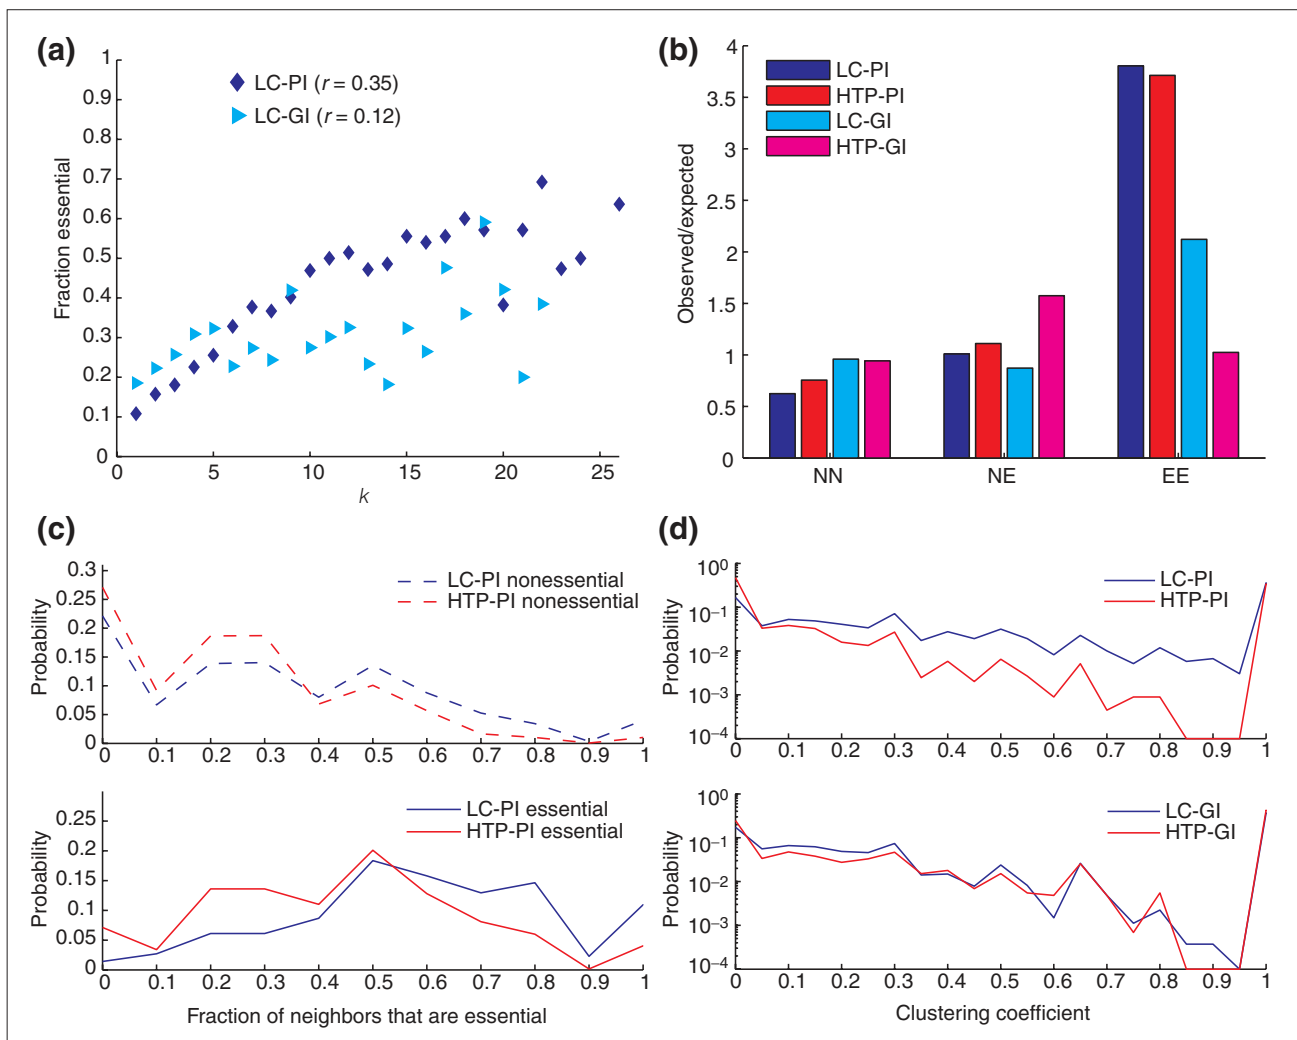 (a)
1
0.9
0.8
0.7
0.6
0.5
0.4
0.3
0.2
0.1
0
Fraction essential
LC-PI (r = 0.35)
LC-GI (r = 0.12)
0 5 10 15 20 25
k
(b)
4
3.5
3
2.5
2
1.5
1
0.5
0
Observed/expected
LC-PI
HTP-PI
LC-GI
HTP-GI
NN NE EE
(c)
0.3
0.25
0.2
0.15
0.1
0.05
0
Probability
LC-PI nonessential
HTP-PI nonessential
0 0.1 0.2 0.3 0.4 0.5 0.6 0.7 0.8 0.9 1
0.25
0.2
0.15
0.1
0.05
0
Probability
LC-PI essential
HTP-PI essential
0 0.1 0.2 0.3 0.4 0.5 0.6 0.7 0.8 0.9 1
Fraction of neighbors that are essential
(d)
10⁰
10⁻¹
10⁻²
10⁻³
10⁻⁴
Probability
LC-PI
HTP-PI
0 0.1 0.2 0.3 0.4 0.5 0.6 0.7 0.8 0.9 1
10⁰
10⁻¹
10⁻²
10⁻³
10⁻⁴
Probability
LC-GI
HTP-GI
0 0.1 0.2 0.3 0.4 0.5 0.6 0.7 0.8 0.9 1
Clustering coefficient